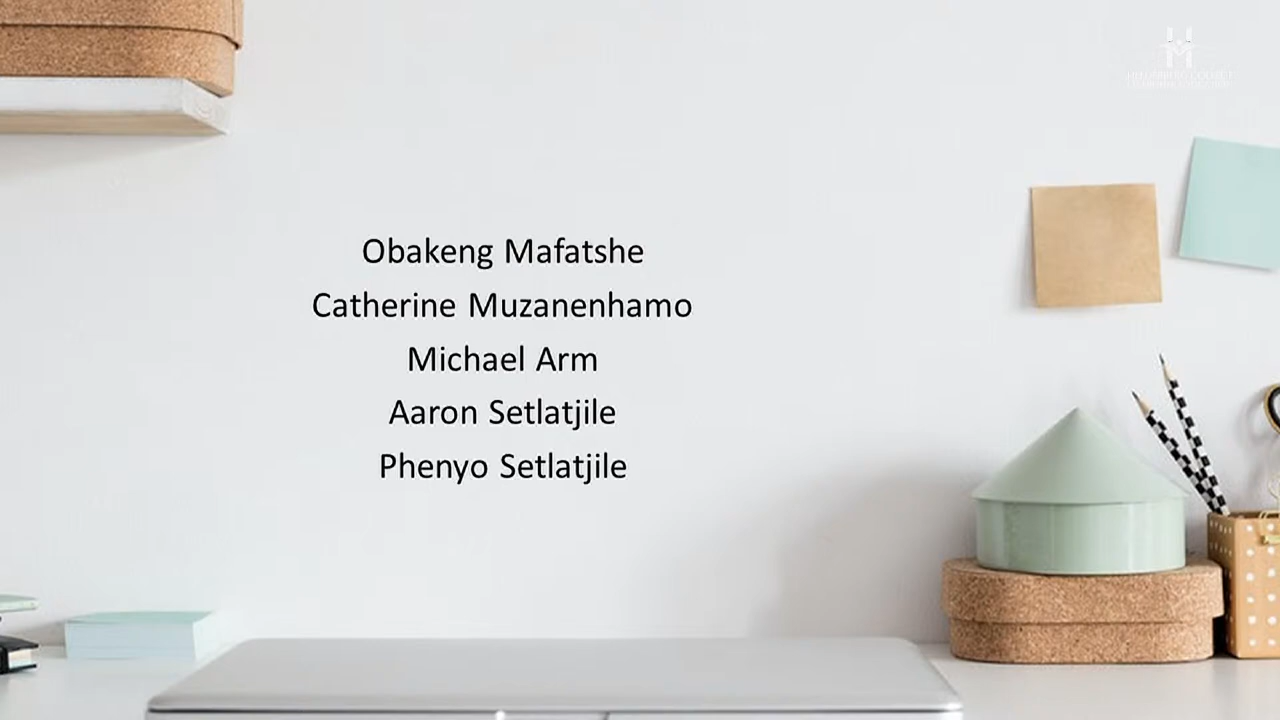 Obakeng Mafatshe
Catherine Muzanenhamo
Michael Arm
Aaron Setlatjile
Phenyo Setlatjile